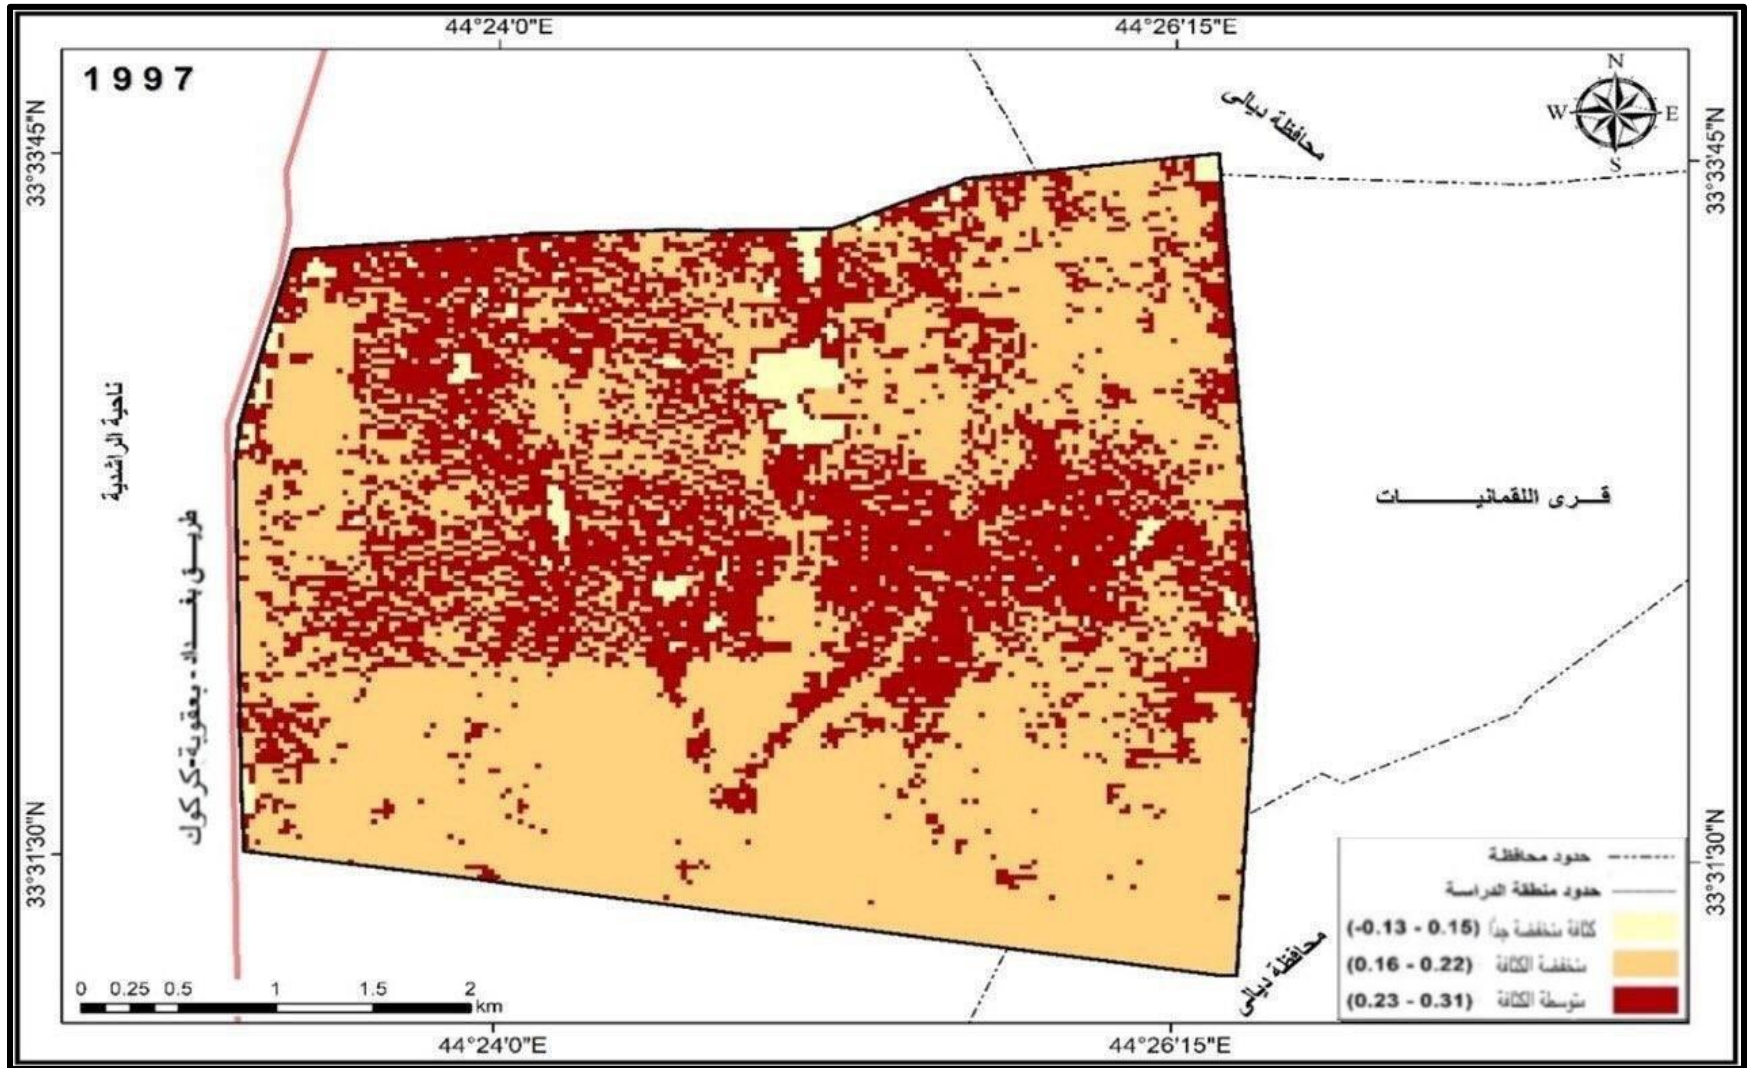 44°24'0"E
44°26'15"E
1997
N
W
E
S
33°33'45"N
33°33'45"N
محافظة ديالى
ناحية الراشدية
قـــرى اللقمانيـــــــــات
طريــق بغـــداد - بعقوبة-كركوك
33°31'30"N
33°31'30"N
حدود محافظة
حدود منطقة الدراسة
كثافة منخفضة جداً (-0.13 - 0.15)
منخفضة الكثافة (0.16 - 0.22)
متوسطة الكثافة (0.23 - 0.31)
محافظة ديالى
0 0.25 0.5 1 1.5 2
km
44°24'0"E
44°26'15"E